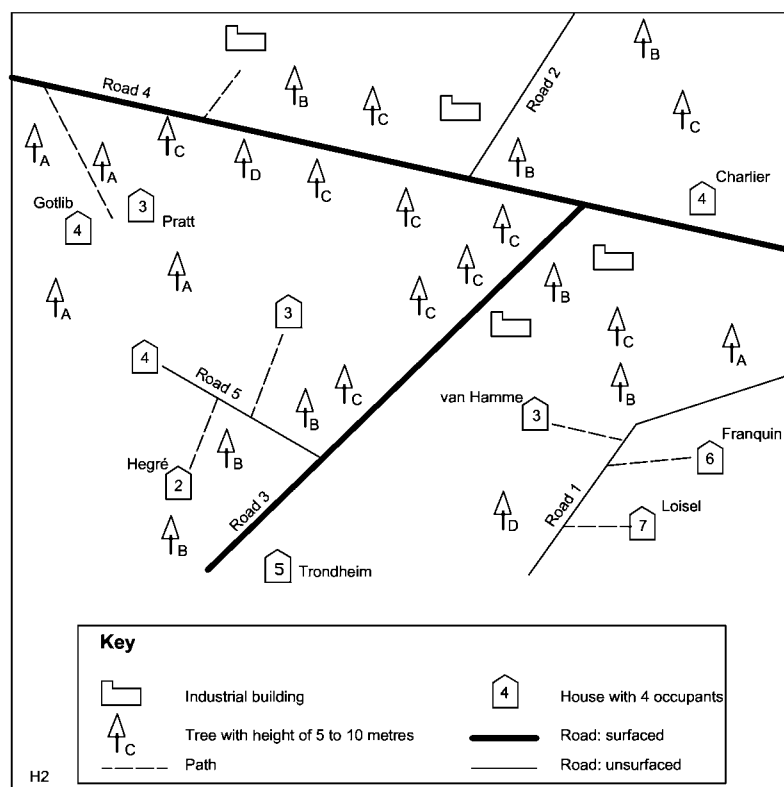 B
Road 4
Road 2
B
C
C
C
D
B
A
A
C
Charlier
4
Gotlib
3
4
Pratt
C
C
A
C
B
A
3
C
C
A
4
Road 5
C
B
B
van Hamme
3
Franquin
6
B
Hegré
2
Road 3
D
Road 1
Loisel
7
B
5
Trondheim
Key
Industrial building
4
House with 4 occupants
C
Tree with height of 5 to 10 metres
Road: surfaced
Path
Road: unsurfaced
H2